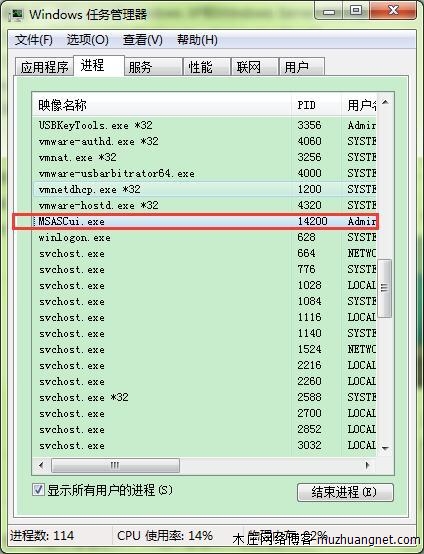 Windows 任务管理器
文件(F) 选项(O) 查看(V) 帮助(H)
应用程序 进程 服务 性能 联网 用户
映像名称 PID 用户名
USBKeyTools.exe *32 3356 Admin
vmware-authd.exe *32 4060 SYSTE
vmnat.exe *32 3256 SYSTE
vmware-usbarbitrator64.exe 4000 SYSTE
vmnetdhcp.exe *32 1200 SYSTE
vmware-hostd.exe *32 4320 SYSTE
MSASCui.exe 14200 Admin
winlogon.exe 628 SYSTE
svchost.exe 664 NETWO
svchost.exe 776 SYSTE
svchost.exe 1028 LOCAL
svchost.exe 1084 SYSTE
svchost.exe 1116 LOCAL
svchost.exe 1140 SYSTE
svchost.exe 1524 NETWO
svchost.exe 2216 LOCAL
svchost.exe 2260 LOCAL
svchost.exe *32 2588 SYSTE
svchost.exe 2700 LOCAL
svchost.exe 2852 LOCAL
svchost.exe 3032 LOCAL
显示所有用户的进程(S) 结束进程(E)
进程数: 114 CPU 使用率: 14% 物理内存: 32%
木庄网络博客 muzhuangnet.com